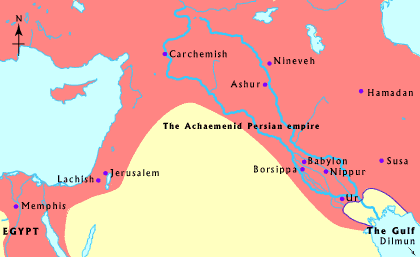 N
Carchemish
Nineveh
Ashur
Hamadan
The Achaemenid Persian empire
Babylon
Susa
Borsippa
Nippur
Jerusalem
Lachish
Ur
Memphis
EGYPT
The Gulf
Dilmun